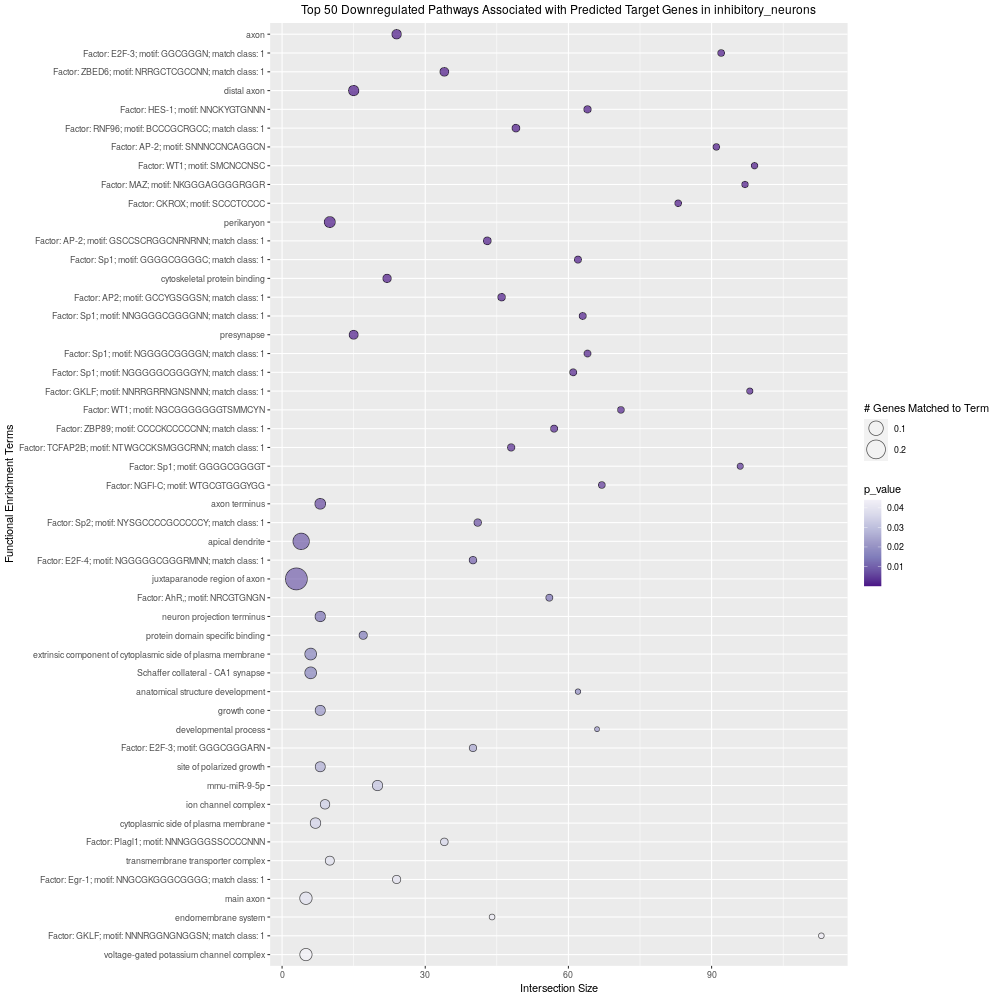 Top 50 Downregulated Pathways Associated with Predicted Target Genes in inhibitory_neurons
Functional Enrichment Terms
axon
Factor: E2F-3; motif: GGCGGGN; match class: 1
Factor: ZBED6; motif: NRRGCTCGCCNN; match class: 1
distal axon
Factor: HES-1; motif: NNCKYGTGNNN
Factor: RNF96; motif: BCCCGCRGCC; match class: 1
Factor: AP-2; motif: SNNNCCNCAGGCN
Factor: WT1; motif: SMCNCCNSC
Factor: MAZ; motif: NKGGGAGGGGRGGR
Factor: CKROX; motif: SCCCTCCCC
perikaryon
Factor: AP-2; motif: GSCCSCRGGCNRNRNN; match class: 1
Factor: Sp1; motif: GGGGCGGGGC; match class: 1
cytoskeletal protein binding
Factor: AP2; motif: GCCYGSGGSN; match class: 1
Factor: Sp1; motif: NNGGGGCGGGGNN; match class: 1
presynapse
Factor: Sp1; motif: NGGGGCGGGGN; match class: 1
Factor: Sp1; motif: NGGGGGCGGGGYN; match class: 1
Factor: GKLF; motif: NNRRGRRNGNSNNN; match class: 1
Factor: WT1; motif: NGCGGGGGGGTSMMCYN
Factor: ZBP89; motif: CCCCKCCCCCNN; match class: 1
Factor: TCFAP2B; motif: NTWGCCKSMGGCRNN; match class: 1
Factor: Sp1; motif: GGGGCGGGGT
Factor: NGFI-C; motif: WTGCGTGGGYGG
axon terminus
Factor: Sp2; motif: NYSGCCCCGCCCCCY; match class: 1
apical dendrite
Factor: E2F-4; motif: NGGGGGCGGGRMNN; match class: 1
juxtaparanode region of axon
Factor: AhR,; motif: NRCGTGNGN
neuron projection terminus
protein domain specific binding
extrinsic component of cytoplasmic side of plasma membrane
Schaffer collateral - CA1 synapse
anatomical structure development
growth cone
developmental process
Factor: E2F-3; motif: GGGCGGGARN
site of polarized growth
mmu-miR-9-5p
ion channel complex
cytoplasmic side of plasma membrane
Factor: Plagl1; motif: NNNGGGGSSCCCCNNN
transmembrane transporter complex
Factor: Egr-1; motif: NNGCGKGGGCGGGG; match class: 1
main axon
endomembrane system
Factor: GKLF; motif: NNNRGGNGNGGSN; match class: 1
voltage-gated potassium channel complex
0
30
60
90
Intersection Size
# Genes Matched to Term
0.1
0.2
p_value
0.04
0.03
0.02
0.01